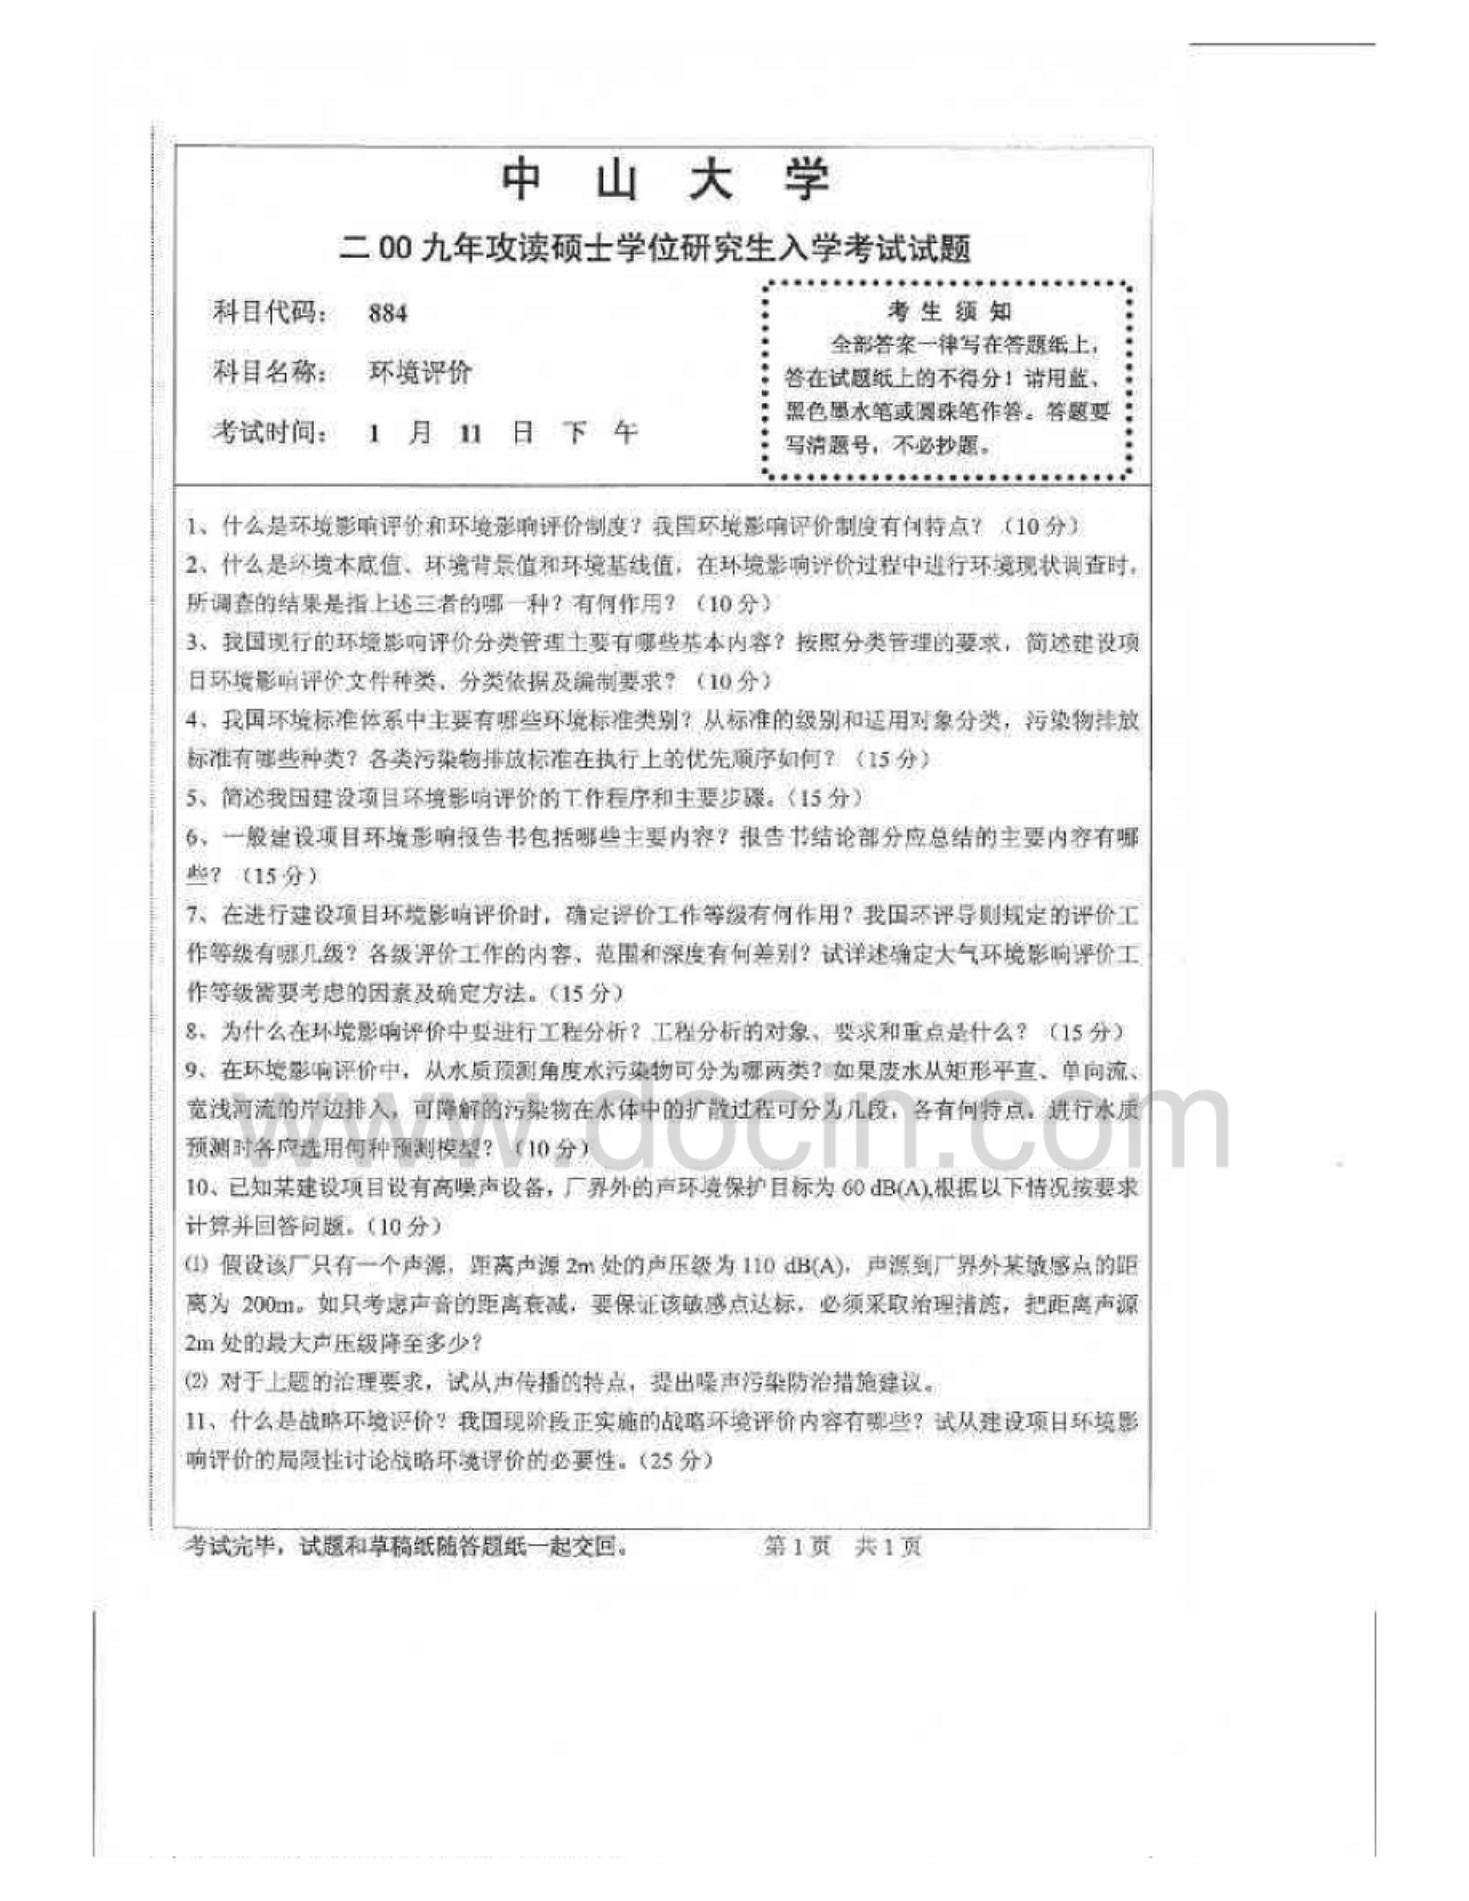 中 山 大 学
二00九年攻读硕士学位研究生入学考试试题
科目代码： 884
科目名称： 环境评价
考试时间： 1 月 11 日 下 午
考 生 须 知
全部答案一律写在答题纸上，
答在试题纸上的不得分！请用蓝、
黑色墨水笔或圆珠笔作答。答题要
写清题号，不必抄题。
1、什么是环境影响评价和环境影响评价制度？我国环境影响评价制度有何特点？（10 分）
2、什么是环境本底值、环境背景值和环境基线值，在环境影响评价过程中进行环境现状调查时，
所调查的结果是指上述三者的哪一种？有何作用？（10 分）
3、我国现行的环境影响评价分类管理主要有哪些基本内容？按照分类管理的要求，简述建设项
目环境影响评价文件种类、分类依据及编制要求？（10 分）
4、我国环境标准体系中主要有哪些环境标准类别？从标准的级别和适用对象分类，污染物排放
标准有哪些种类？各类污染物排放标准在执行上的优先顺序如何？（15 分）
5、简述我国建设项目环境影响评价的工作程序和主要步骤。（15 分）
6、一般建设项目环境影响报告书包括哪些主要内容？报告书结论部分应总结的主要内容有哪
些？（15 分）
7、在进行建设项目环境影响评价时，确定评价工作等级有何作用？我国环评导则规定的评价工
作等级有哪几级？各级评价工作的内容、范围和深度有何差别？试详述确定大气环境影响评价工
作等级需要考虑的因素及确定方法。（15 分）
8、为什么在环境影响评价中要进行工程分析？工程分析的对象、要求和重点是什么？（15 分）
9、在环境影响评价中，从水质预测角度水污染物可分为哪两类？如果废水从矩形平直、单向流、
宽浅河流的岸边排入，可降解的污染物在水体中的扩散过程可分为几段，各有何特点，进行水质
预测时各应选用何种预测模型？（10 分）
www.docin.com
10、已知某建设项目设有高噪声设备，厂界外的声环境保护目标为 60 dB(A),根据以下情况按要求
计算并回答问题。（10 分）
⑴ 假设该厂只有一个声源，距离声源 2m 处的声压级为 110 dB(A)，声源到厂界外某敏感点的距
离为 200m。如只考虑声音的距离衰减，要保证该敏感点达标，必须采取治理措施，把距离声源
2m 处的最大声压级降至多少？
⑵ 对于上题的治理要求，试从声传播的特点，提出噪声污染防治措施建议。
11、什么是战略环境评价？我国现阶段正实施的战略环境评价内容有哪些？试从建设项目环境影
响评价的局限性讨论战略环境评价的必要性。（25 分）
考试完毕，试题和草稿纸随答题纸一起交回。 第 1 页 共 1 页